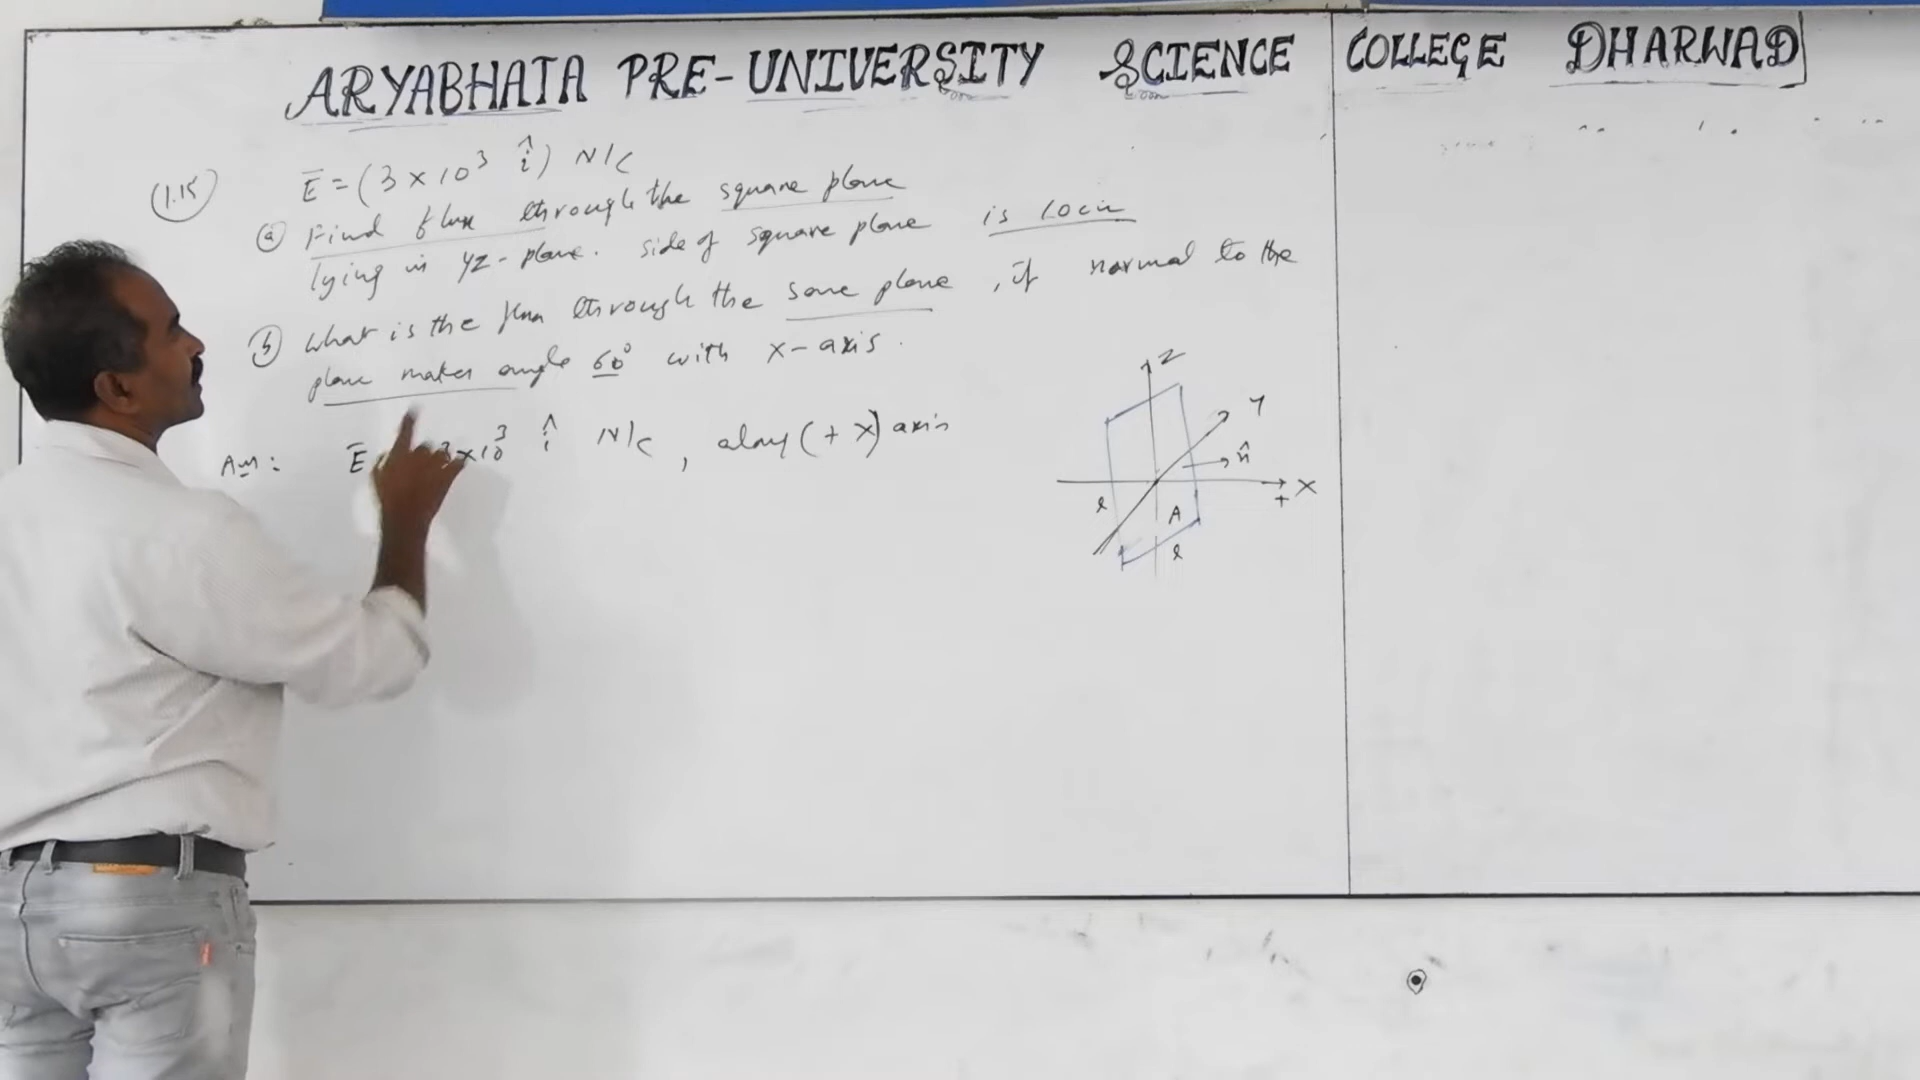 ARYABHATA PRE-UNIVERSITY SCIENCE COLLEGE DHARWAD
(1.15) E̅ = (3 × 10³ î) N/C
(a) Find flux through the square plane
lying in yz-plane. side of square plane is 10cm
(b) What is the flux through the same plane, if normal to the
plane makes angle 60° with x-axis.
Ans: E̅ 3×10³ î N/C, along (+ X) axis
Z
Y
n̂
X
+
l
A
l